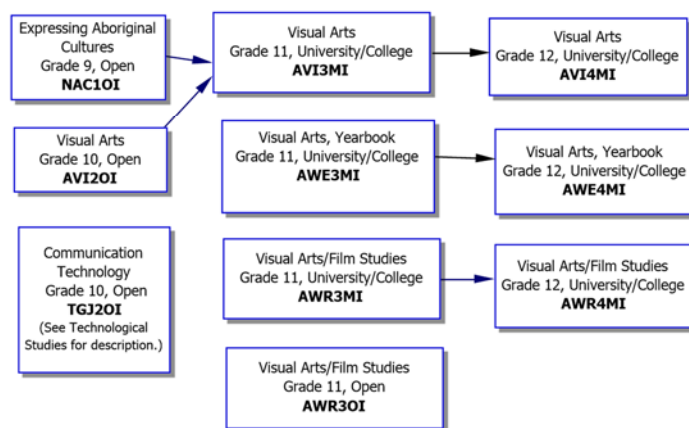 Expressing Aboriginal
Cultures
Grade 9, Open
NAC1OI
Visual Arts
Grade 10, Open
AVI2OI
Communication
Technology
Grade 10, Open
TGJ2OI
(See Technological
Studies for description.)
Visual Arts
Grade 11, University/College
AVI3MI
Visual Arts, Yearbook
Grade 11, University/College
AWE3MI
Visual Arts/Film Studies
Grade 11, University/College
AWR3MI
Visual Arts/Film Studies
Grade 11, Open
AWR3OI
Visual Arts
Grade 12, University/College
AVI4MI
Visual Arts, Yearbook
Grade 12, University/College
AWE4MI
Visual Arts/Film Studies
Grade 12, University/College
AWR4MI